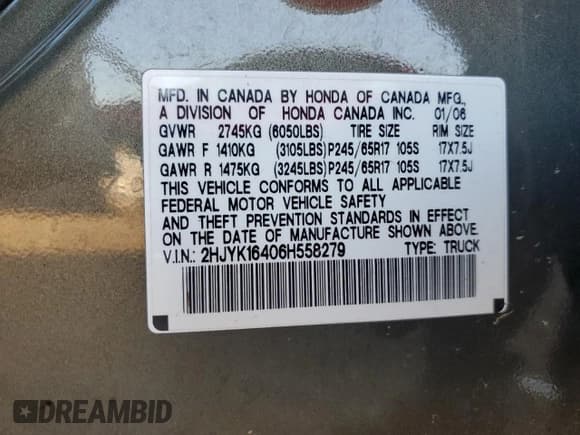 MFD. IN CANADA BY HONDA OF CANADA MFG.,
A DIVISION OF HONDA CANADA INC. 01/06
GVWR 2745KG (6050LBS) TIRE SIZE RIM SIZE
GAWR F 1410KG (3105LBS) P245/65R17 105S 17X7.5J
GAWR R 1475KG (3245LBS) P245/65R17 105S 17X7.5J
THIS VEHICLE CONFORMS TO ALL APPLICABLE
FEDERAL MOTOR VEHICLE SAFETY
AND THEFT PREVENTION STANDARDS IN EFFECT
ON THE DATE OF MANUFACTURE SHOWN ABOVE.
V.I.N.: 2HJYK16406H558279 TYPE: TRUCK
DREAMBID